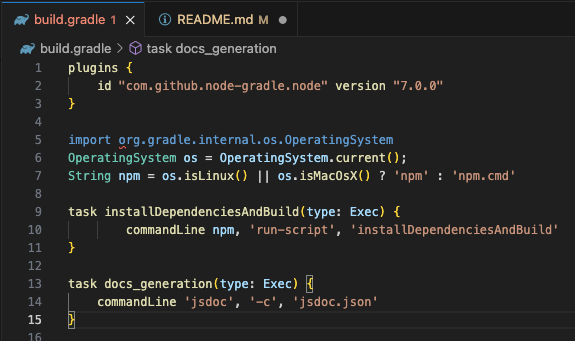 build.gradle 1 × README.md M
build.gradle > task docs_generation
1 plugins {
2 id "com.github.node-gradle.node" version "7.0.0"
3 }
4
5 import org.gradle.internal.os.OperatingSystem
6 OperatingSystem os = OperatingSystem.current();
7 String npm = os.isLinux() || os.isMacOsX() ? 'npm' : 'npm.cmd'
8
9 task installDependenciesAndBuild(type: Exec) {
10 commandLine npm, 'run-script', 'installDependenciesAndBuild'
11 }
12
13 task docs_generation(type: Exec) {
14 commandLine 'jsdoc', '-c', 'jsdoc.json'
15 }
16